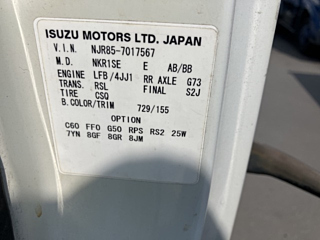 ISUZU MOTORS LTD. JAPAN
V.I.N. NJR85-7017567
M.D. NKR1SE E AB/BB
ENGINE LFB /4JJ1 RR AXLE G73
TRANS. RSL FINAL S2J
TIRE CSQ
B.COLOR/TRIM 729/155
OPTION
C60 FFO G50 RPS RS2 25W
7YN 8GF 8GR 8JM